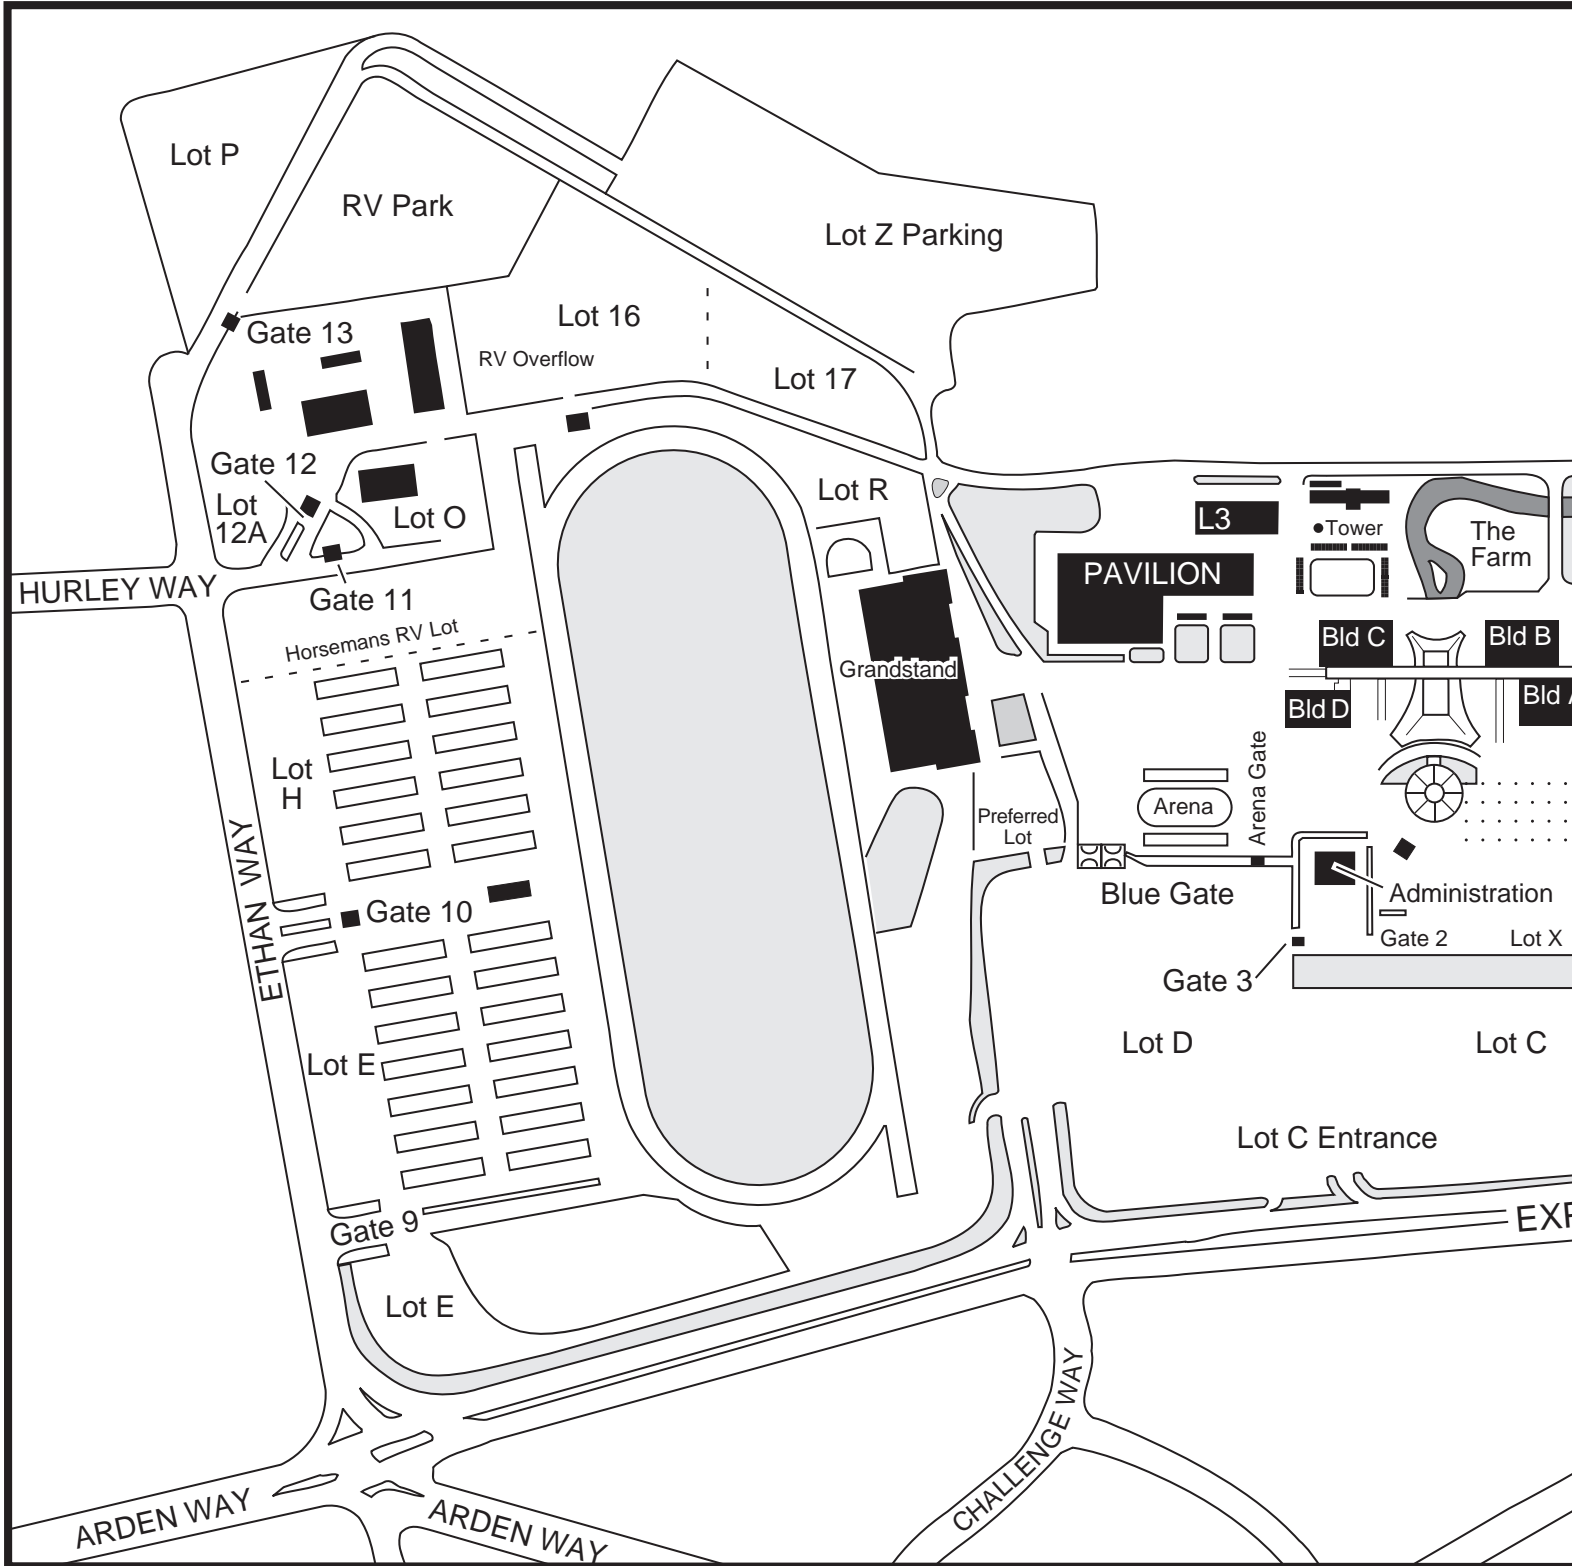 Lot P
RV Park
Lot Z Parking
Lot 16
Gate 13
RV Overflow
Lot 17
Gate 12
Lot
12A
Lot O
Lot R
L3
Tower
The
Farm
PAVILION
HURLEY WAY
Gate 11
Horsemans RV Lot
Bld C
Bld B
Grandstand
Bld D
Bld A
Lot
H
Arena Gate
Arena
Preferred
Lot
ETHAN WAY
Blue Gate
Administration
Gate 10
Gate 2
Lot X
Gate 3
Lot D
Lot C
Lot E
Lot C Entrance
Gate 9
EXP
Lot E
CHALLENGE WAY
ARDEN WAY
ARDEN WAY